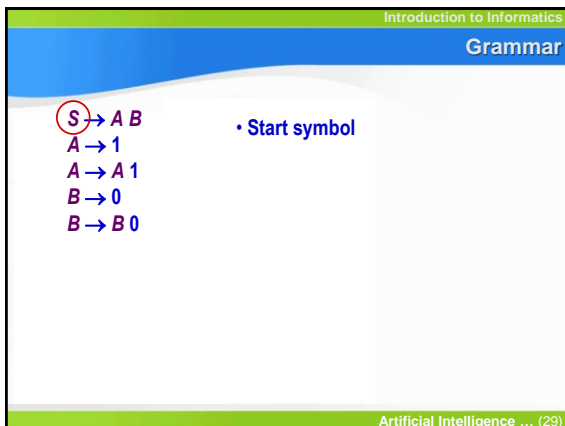 Introduction to Informatics
Grammar
S → A B
• Start symbol
A → 1
A → A 1
B → 0
B → B 0
Artificial Intelligence … (29)